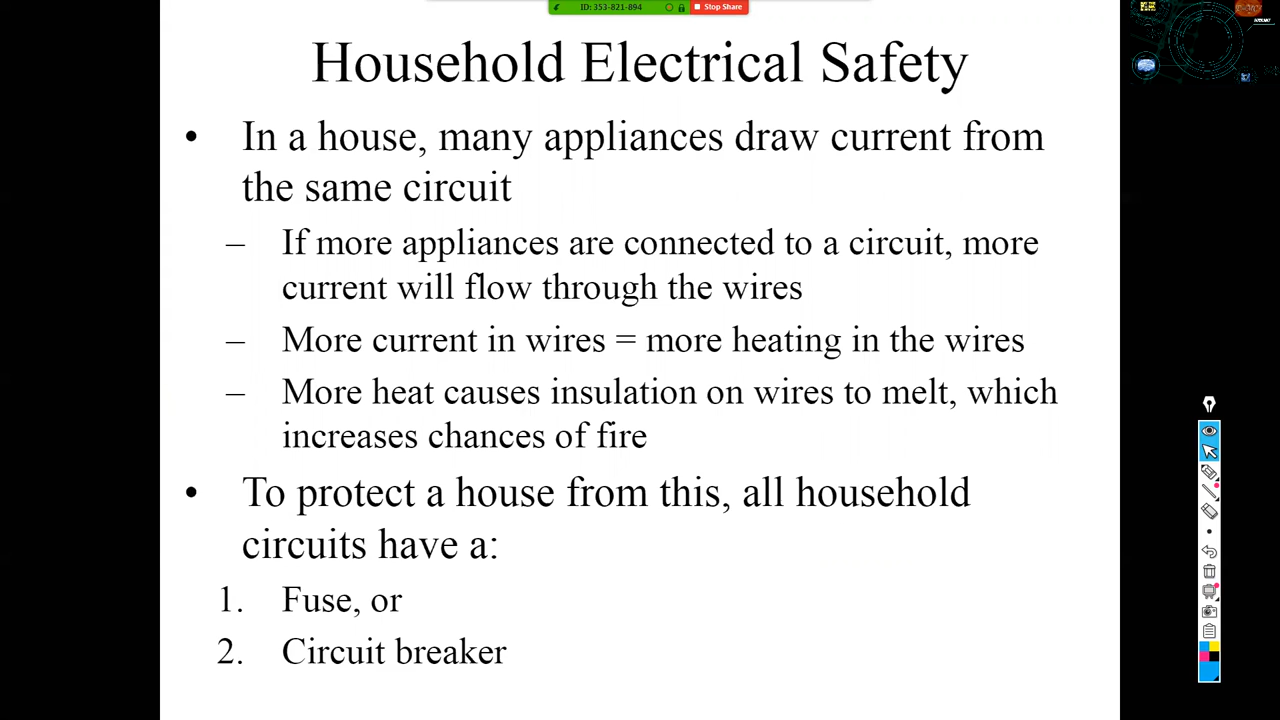 ID: 353-821-894
Stop Share
Household Electrical Safety
• In a house, many appliances draw current from
the same circuit
– If more appliances are connected to a circuit, more
current will flow through the wires
– More current in wires = more heating in the wires
– More heat causes insulation on wires to melt, which
increases chances of fire
• To protect a house from this, all household
circuits have a:
1. Fuse, or
2. Circuit breaker